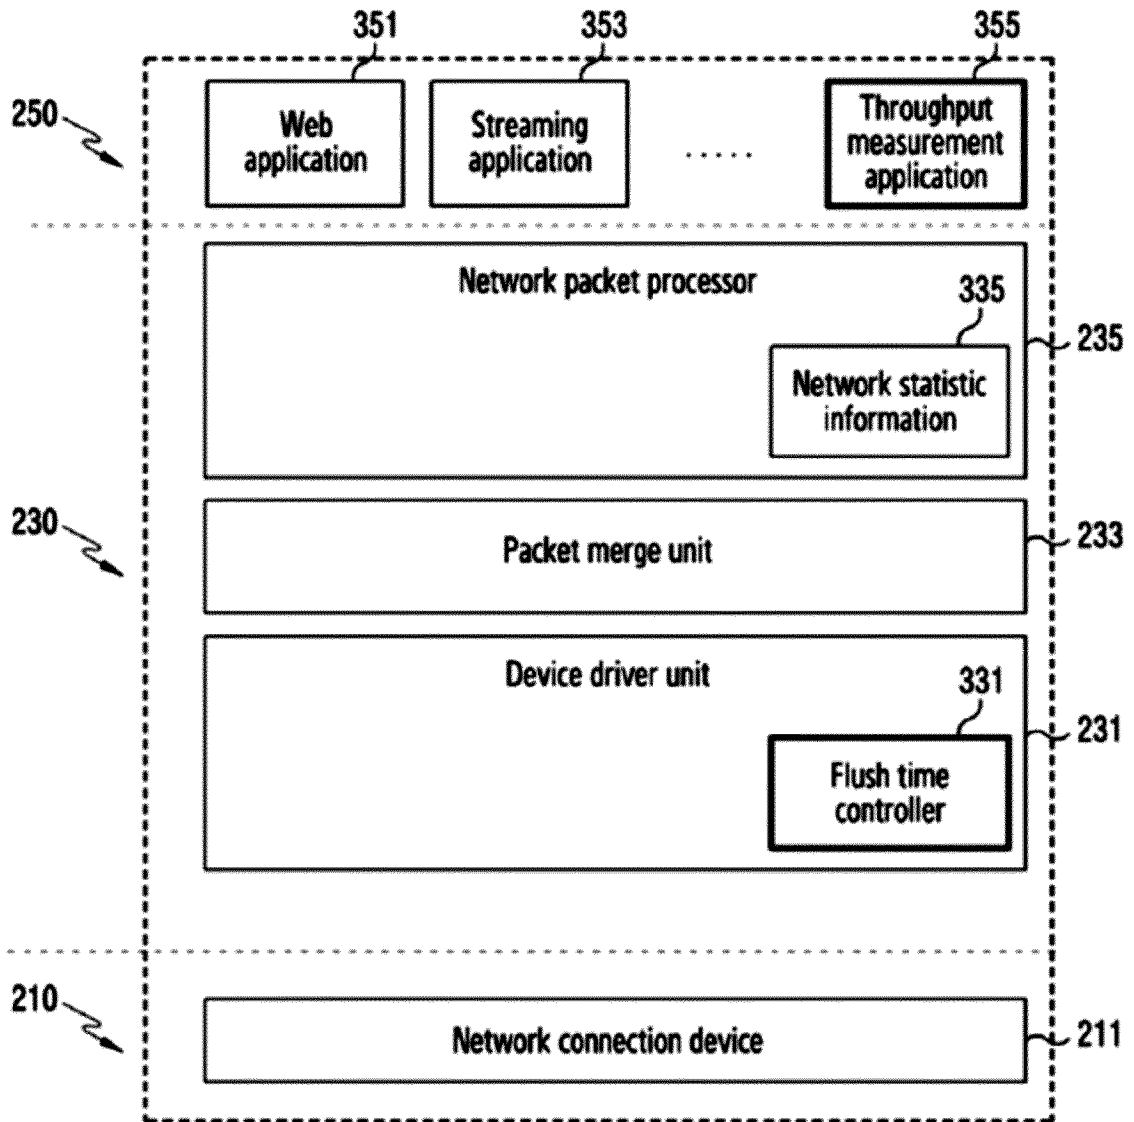 351
353
355
250
Web
application
Streaming
application
.....
Throughput
measurement
application
Network packet processor
335
235
Network statistic
information
230
Packet merge unit
233
Device driver unit
331
231
Flush time
controller
210
Network connection device
211